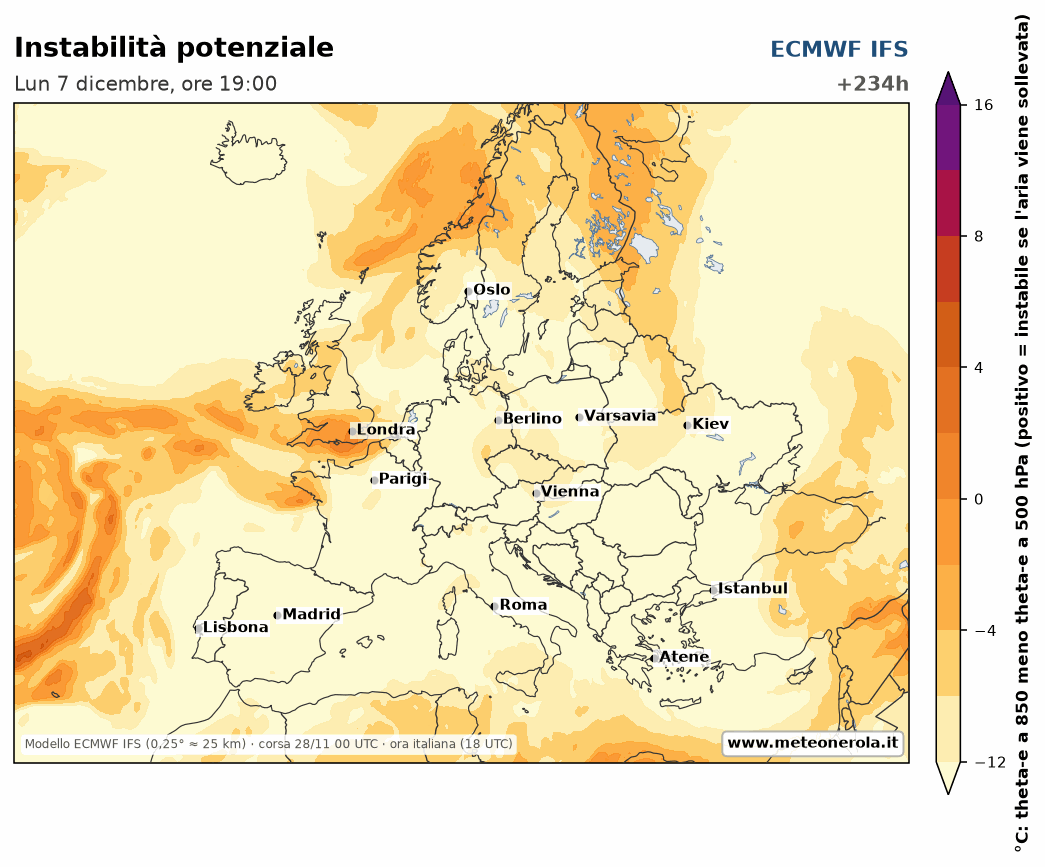 Instabilità potenziale
ECMWF IFS
Lun 7 dicembre, ore 19:00
+234h
Oslo
Londra
Berlino
Varsavia
Kiev
Parigi
Vienna
Istanbul
Roma
Madrid
Lisbona
Atene
Modello ECMWF IFS (0,25° ≈ 25 km) · corsa 28/11 00 UTC · ora italiana (18 UTC)
www.meteonerola.it
16
8
4
0
−4
−12
°C: theta-e a 850 meno theta-e a 500 hPa (positivo = instabile se l'aria viene sollevata)